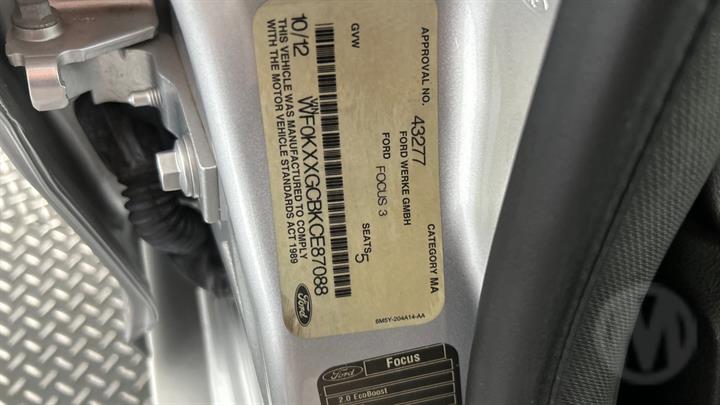 APPROVAL NO. 43277 CATEGORY MA
FORD WERKE GMBH
FORD FOCUS 3
GVW SEATS 5
VIN
WF0KXXGCBKCE87088
10/12
THIS VEHICLE WAS MANUFACTURED TO COMPLY
WITH THE MOTOR VEHICLE STANDARDS ACT 1989
Ford
6M5Y-204A14-AA
Ford Focus
2.0 EcoBoost
M